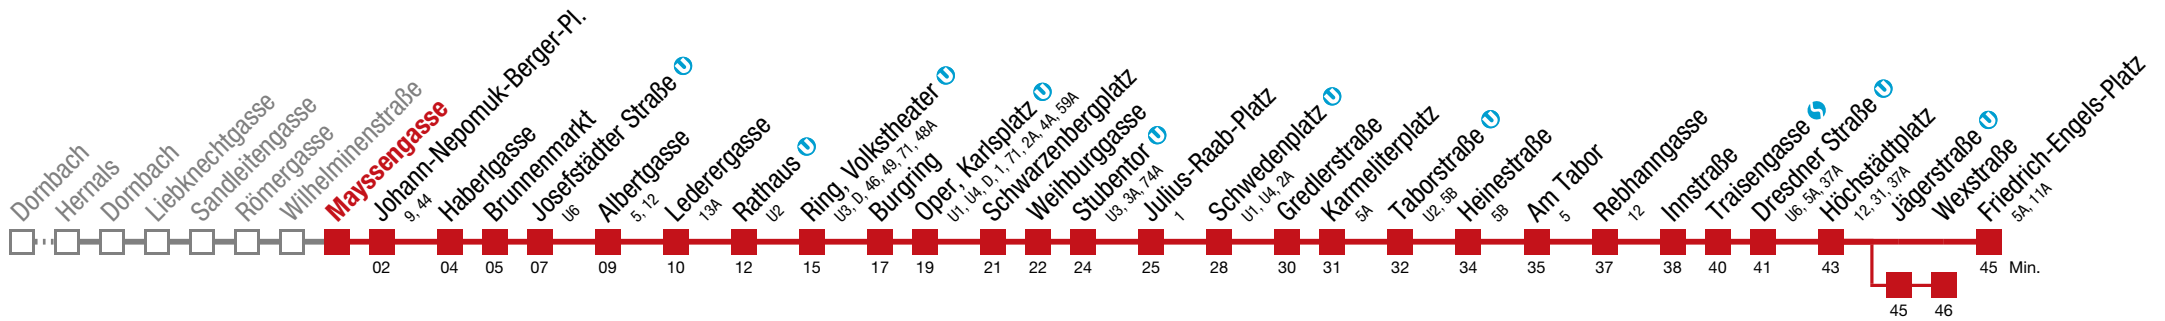 Dornbach
Hernals
Dornbach
Liebknechtgasse
Sandleitengasse
Römergasse
Wilhelminenstraße
Mayssengasse
Johann-Nepomuk-Berger-Pl.
9, 44
Haberlgasse
Brunnenmarkt
Josefstädter Straße U
U6
Albertgasse
5, 12
Lederergasse
13A
Rathaus U
U2
Ring, Volkstheater U
U3, D, 46, 49, 71, 48A
Burgring
Oper, Karlsplatz U
U1, U4, D, 1, 71, 2A, 4A, 59A
Schwarzenbergplatz
Weihburggasse
Stubentor U
U3, 3A, 74A
Julius-Raab-Platz
1
Schwedenplatz U
U1, U4, 2A
Gredlerstraße
Karmeliterplatz
5A
Taborstraße U
U2, 5B
Heinestraße
5B
Am Tabor
5
Rebhanngasse
12
Innstraße
Traisengasse
Dresdner Straße U
U6, 5A, 37A
Höchstädtplatz
12, 31, 37A
Jägerstraße U
Wexstraße
Friedrich-Engels-Platz
5A, 11A
02 04 05 07 09 10 12 15 17 19 21 22 24 25 28 30 31 32 34 35 37 38 40 41 43 45 Min.
45 46